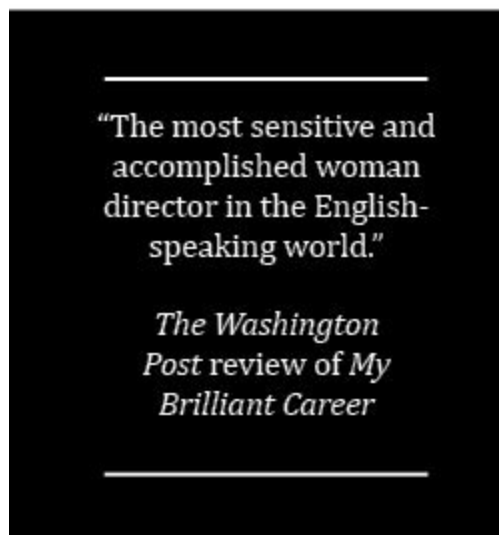 “The most sensitive and
accomplished woman
director in the English-
speaking world.”
The Washington
Post review of My
Brilliant Career